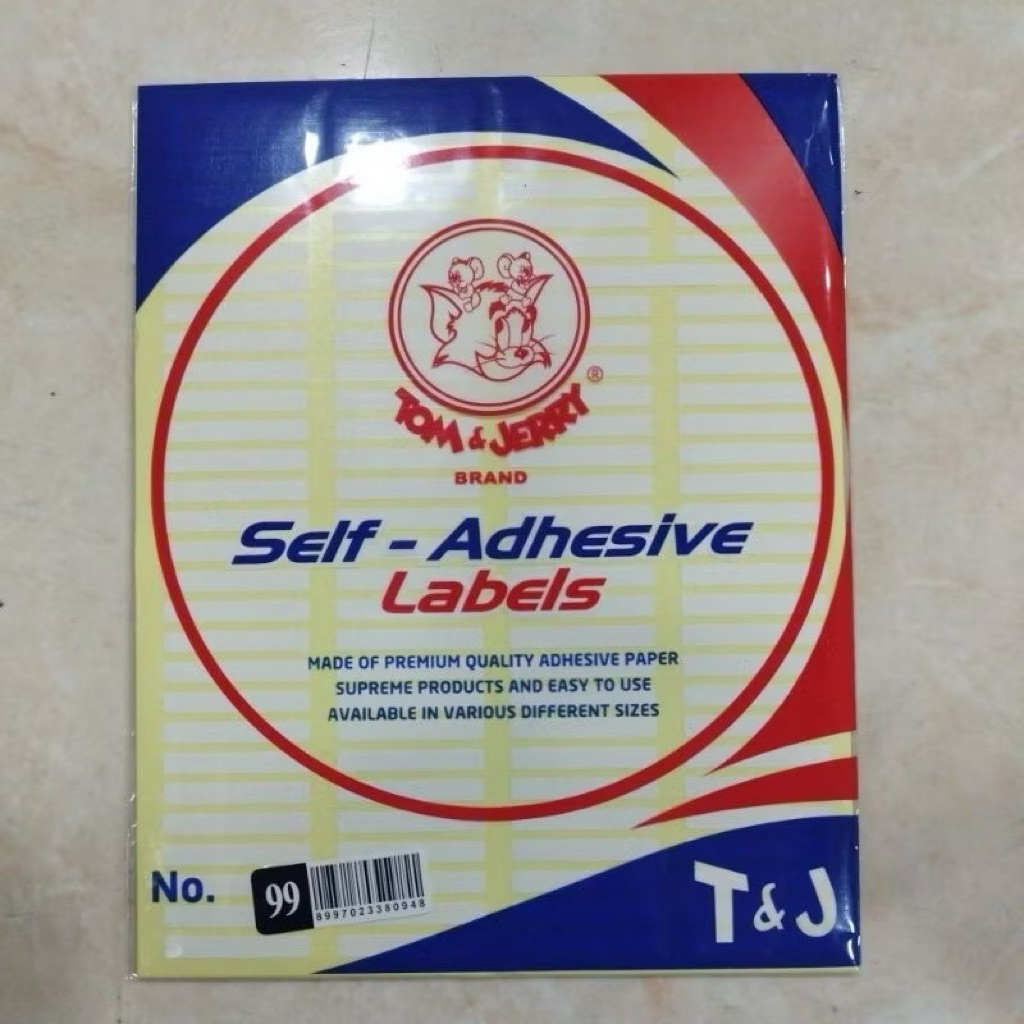 TOM & JERRY ®
BRAND
Self - Adhesive
Labels
MADE OF PREMIUM QUALITY ADHESIVE PAPER
SUPREME PRODUCTS AND EASY TO USE
AVAILABLE IN VARIOUS DIFFERENT SIZES
No. 99
8997023380948
T & J